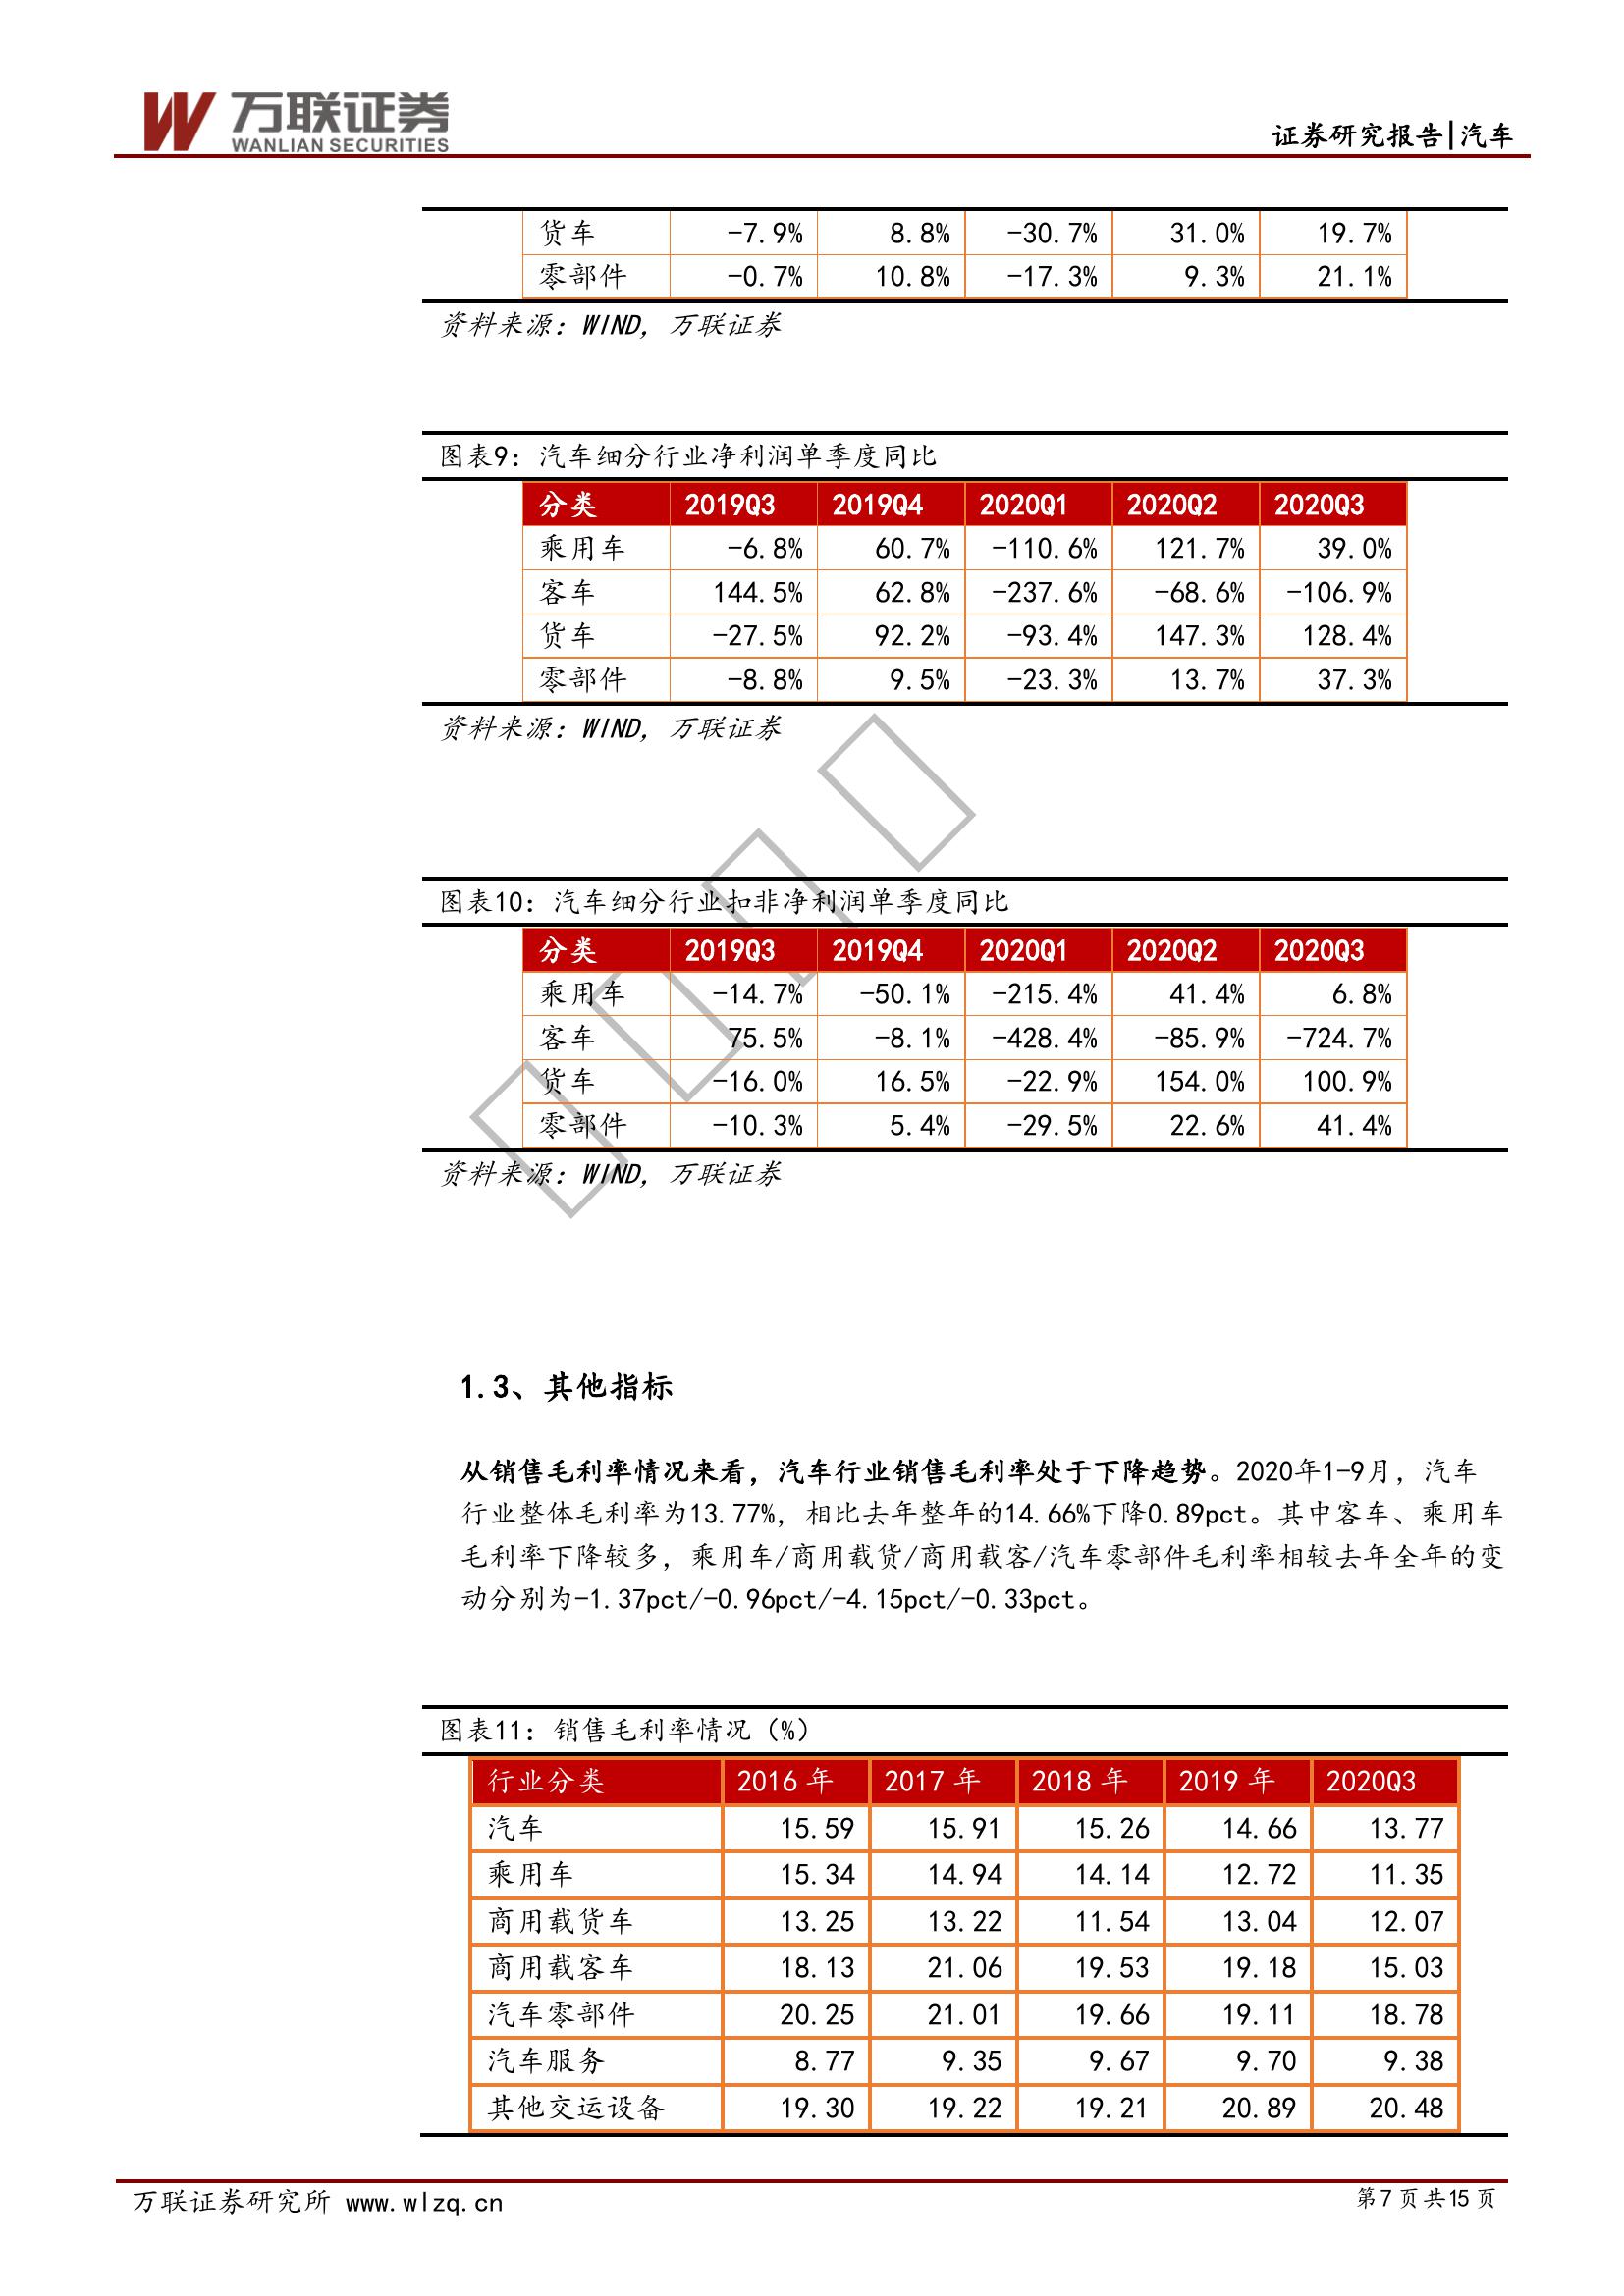 万联证券
WANLIAN SECURITIES
证券研究报告|汽车
货车 -7.9% 8.8% -30.7% 31.0% 19.7%
零部件 -0.7% 10.8% -17.3% 9.3% 21.1%
资料来源：WIND，万联证券
图表9：汽车细分行业净利润单季度同比
分类 2019Q3 2019Q4 2020Q1 2020Q2 2020Q3
乘用车 -6.8% 60.7% -110.6% 121.7% 39.0%
客车 144.5% 62.8% -237.6% -68.6% -106.9%
货车 -27.5% 92.2% -93.4% 147.3% 128.4%
零部件 -8.8% 9.5% -23.3% 13.7% 37.3%
资料来源：WIND，万联证券
图表10：汽车细分行业扣非净利润单季度同比
分类 2019Q3 2019Q4 2020Q1 2020Q2 2020Q3
乘用车 -14.7% -50.1% -215.4% 41.4% 6.8%
客车 75.5% -8.1% -428.4% -85.9% -724.7%
货车 -16.0% 16.5% -22.9% 154.0% 100.9%
零部件 -10.3% 5.4% -29.5% 22.6% 41.4%
资料来源：WIND，万联证券
1.3、其他指标
从销售毛利率情况来看，汽车行业销售毛利率处于下降趋势。2020年1-9月，汽车
行业整体毛利率为13.77%，相比去年整年的14.66%下降0.89pct。其中客车、乘用车
毛利率下降较多，乘用车/商用载货/商用载客/汽车零部件毛利率相较去年全年的变
动分别为-1.37pct/-0.96pct/-4.15pct/-0.33pct。
图表11：销售毛利率情况（%）
行业分类 2016 年 2017 年 2018 年 2019 年 2020Q3
汽车 15.59 15.91 15.26 14.66 13.77
乘用车 15.34 14.94 14.14 12.72 11.35
商用载货车 13.25 13.22 11.54 13.04 12.07
商用载客车 18.13 21.06 19.53 19.18 15.03
汽车零部件 20.25 21.01 19.66 19.11 18.78
汽车服务 8.77 9.35 9.67 9.70 9.38
其他交运设备 19.30 19.22 19.21 20.89 20.48
万联证券研究所 www.wlzq.cn
第 7 页 共 15 页